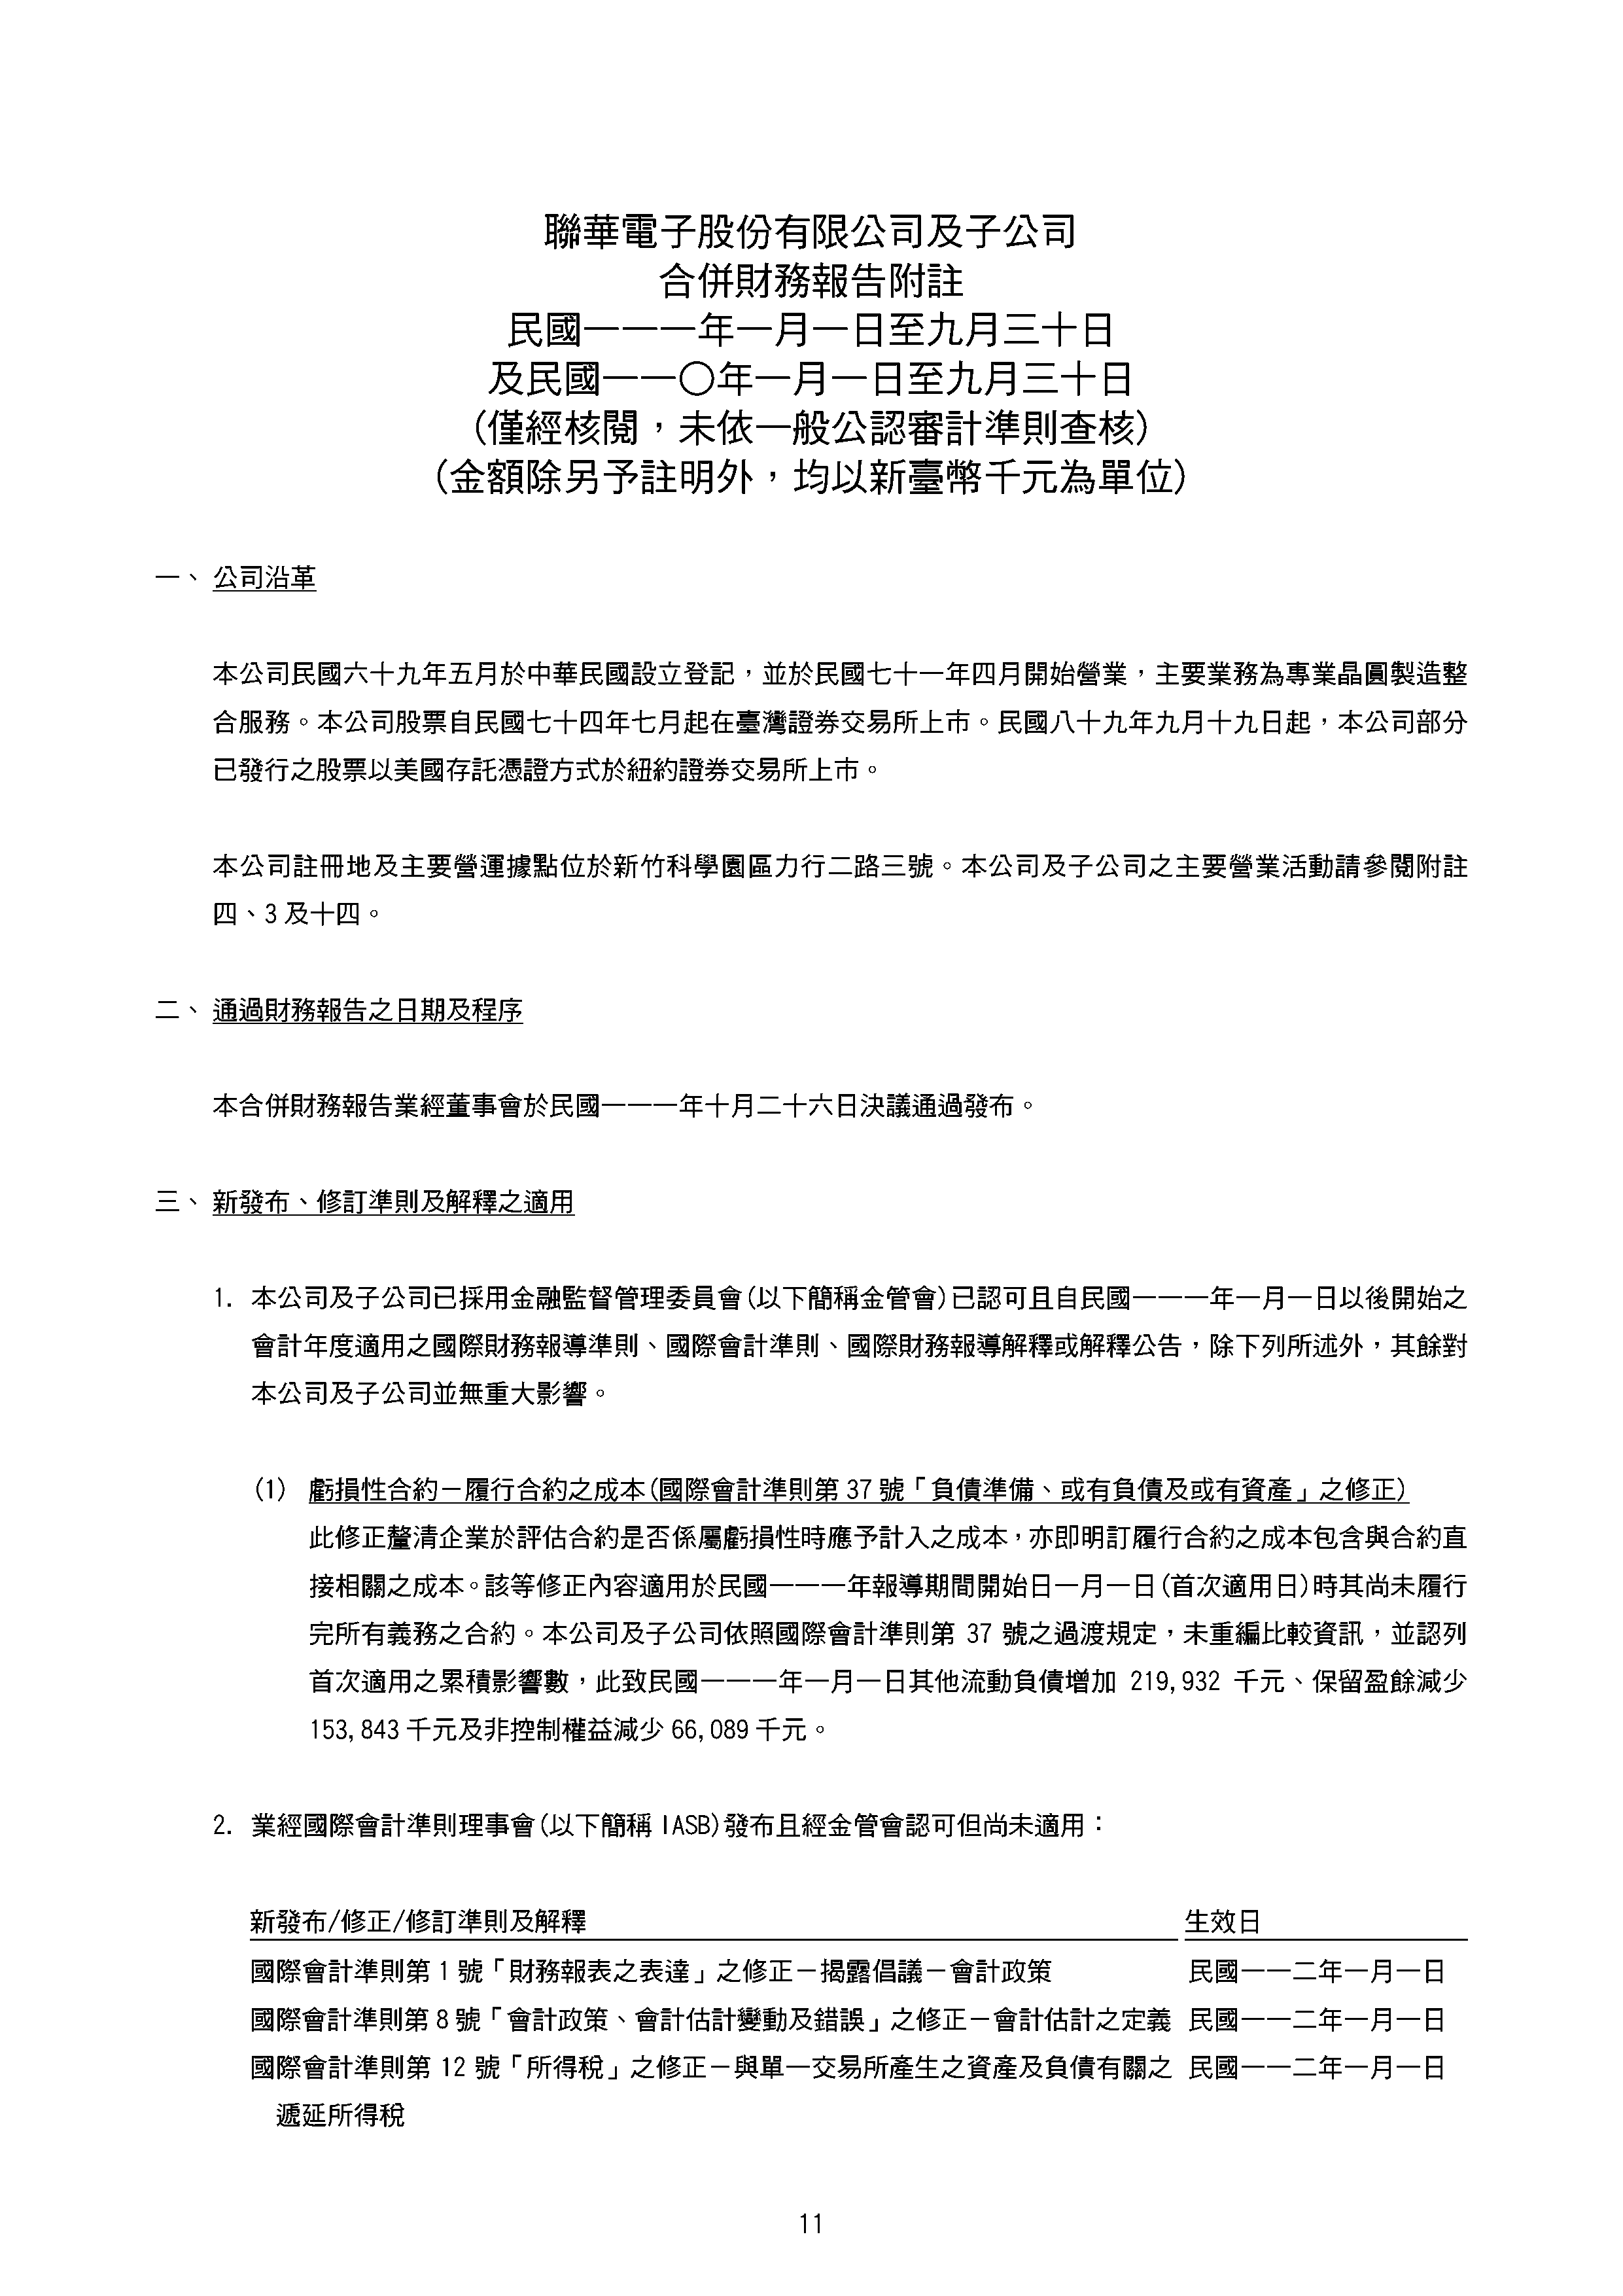 聯華電子股份有限公司及子公司
合併財務報告附註
民國一一一年一月一日至九月三十日
及民國一一○年一月一日至九月三十日
(僅經核閱，未依一般公認審計準則查核)
(金額除另予註明外，均以新臺幣千元為單位)
一、公司沿革
本公司民國六十九年五月於中華民國設立登記，並於民國七十一年四月開始營業，主要業務為專業晶圓製造整
合服務。本公司股票自民國七十四年七月起在臺灣證券交易所上市。民國八十九年九月十九日起，本公司部分
已發行之股票以美國存託憑證方式於紐約證券交易所上市。
本公司註冊地及主要營運據點位於新竹科學園區力行二路三號。本公司及子公司之主要營業活動請參閱附註
四、3及十四。
二、通過財務報告之日期及程序
本合併財務報告業經董事會於民國一一一年十月二十六日決議通過發布。
三、新發布、修訂準則及解釋之適用
1. 本公司及子公司已採用金融監督管理委員會(以下簡稱金管會)已認可且自民國一一一年一月一日以後開始之
會計年度適用之國際財務報導準則、國際會計準則、國際財務報導解釋或解釋公告，除下列所述外，其餘對
本公司及子公司並無重大影響。
(1) 虧損性合約－履行合約之成本(國際會計準則第 37 號「負債準備、或有負債及或有資產」之修正)
此修正釐清企業於評估合約是否係屬虧損性時應予計入之成本，亦即明訂履行合約之成本包含與合約直
接相關之成本。該等修正內容適用於民國一一一年報導期間開始日一月一日(首次適用日)時其尚未履行
完所有義務之合約。本公司及子公司依照國際會計準則第 37 號之過渡規定，未重編比較資訊，並認列
首次適用之累積影響數，此致民國一一一年一月一日其他流動負債增加 219,932 千元、保留盈餘減少
153,843 千元及非控制權益減少 66,089 千元。
2. 業經國際會計準則理事會(以下簡稱 IASB)發布且經金管會認可但尚未適用：
新發布/修正/修訂準則及解釋 生效日
國際會計準則第 1 號「財務報表之表達」之修正－揭露倡議－會計政策 民國一一二年一月一日
國際會計準則第 8 號「會計政策、會計估計變動及錯誤」之修正－會計估計之定義 民國一一二年一月一日
國際會計準則第 12 號「所得稅」之修正－與單一交易所產生之資產及負債有關之 民國一一二年一月一日
遞延所得稅
11